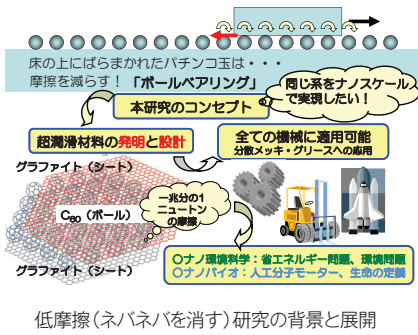 床の上にばらまかれたパチンコ玉は・・・
摩擦を減らす！「ボールベアリング」
同じ系をナノスケール
で実現したい！
本研究のコンセプト
超潤滑材料の発明と設計
全ての機械に適用可能
分散メッキ・グリースへの応用
グラファイト（シート）
C60（ボール）
一兆分の1
ニュートン
の摩擦
グラファイト（シート）
○ナノ環境科学：省エネルギー問題、環境問題
○ナノバイオ：人工分子モーター、生命の定義
低摩擦（ネバネバを消す）研究の背景と展開